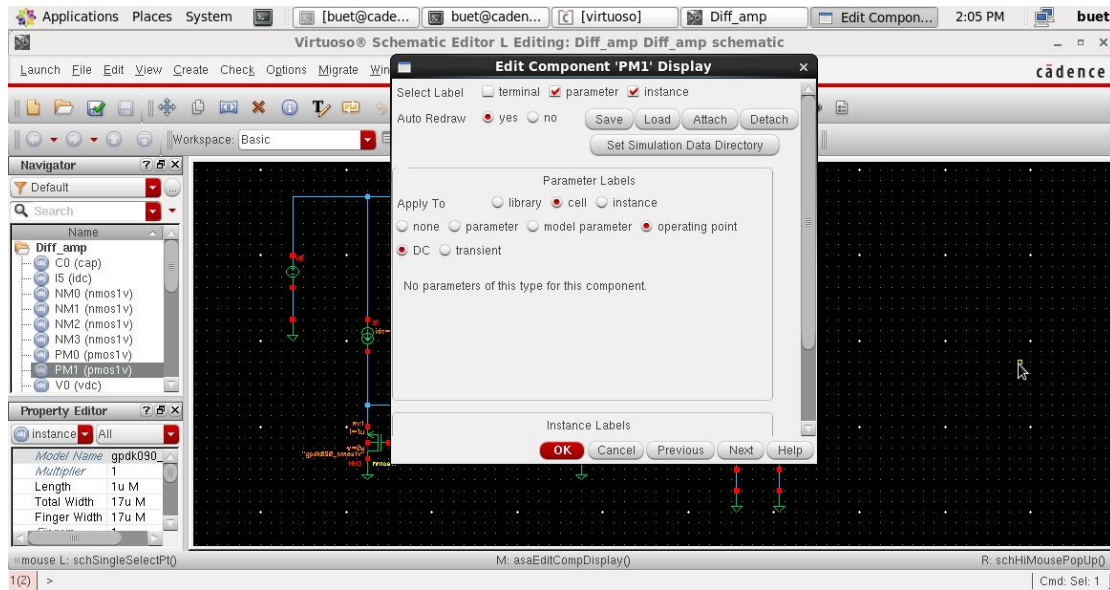 Applications Places System [buet@cade... buet@caden... [virtuoso] Diff_amp Edit Compon... 2:05 PM buet
Virtuoso® Schematic Editor L Editing: Diff_amp Diff_amp schematic
Launch File Edit View Create Check Options Migrate Win
cādence
Workspace: Basic
Navigator
Default
Search
Name
Diff_amp
C0 (cap)
I5 (idc)
NM0 (nmos1v)
NM1 (nmos1v)
NM2 (nmos1v)
NM3 (nmos1v)
PM0 (pmos1v)
PM1 (pmos1v)
V0 (vdc)
Property Editor
instance All
Model Name gpdk090_
Multiplier 1
Length 1u M
Total Width 17u M
Finger Width 17u M
Edit Component 'PM1' Display
Select Label terminal parameter instance
Auto Redraw yes no Save Load Attach Detach
Set Simulation Data Directory
Parameter Labels
Apply To library cell instance
none parameter model parameter operating point
DC transient
No parameters of this type for this component.
Instance Labels
OK Cancel Previous Next Help
idc=
"gpdk090_nmos1v"
NM3
mouse L: schSingleSelectPt() M: asaEditCompDisplay() R: schHiMousePopUp()
1(2) > Cmd: Sel: 1